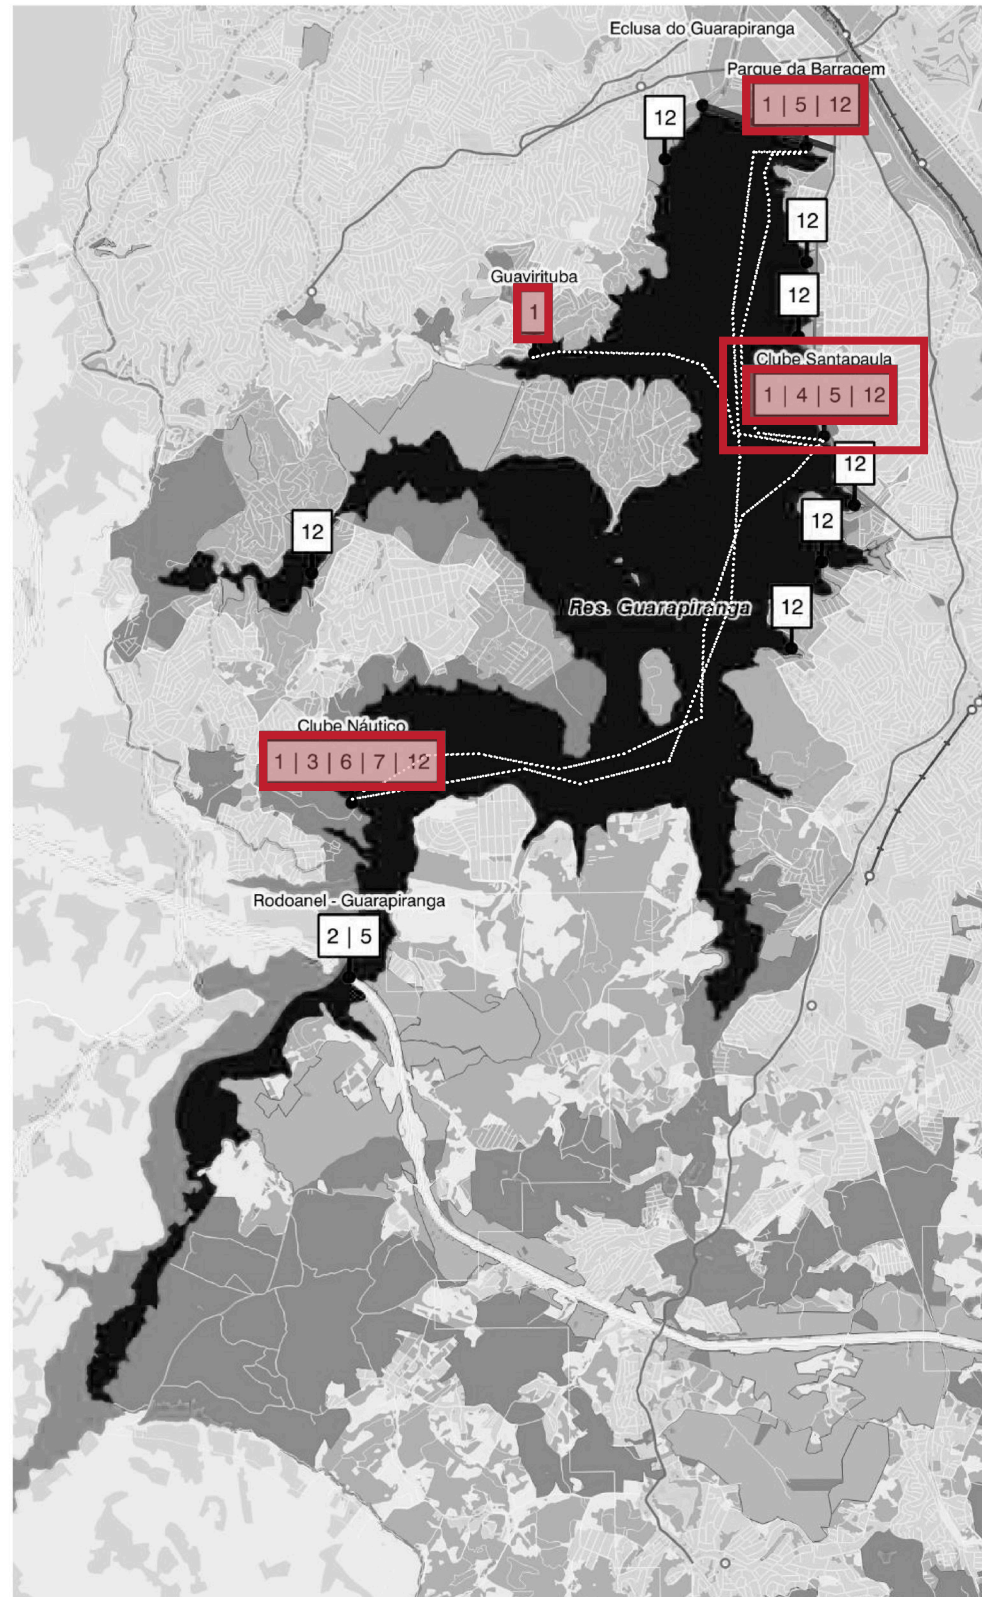 Eclusa do Guarapiranga
Parque da Barragem
1 | 5 | 12
12
12
Guavirituba
1
12
Clube Santapaula
1 | 4 | 5 | 12
12
12
12
12
Res. Guarapiranga
Clube Náutico
1 | 3 | 6 | 7 | 12
Rodoanel - Guarapiranga
2 | 5